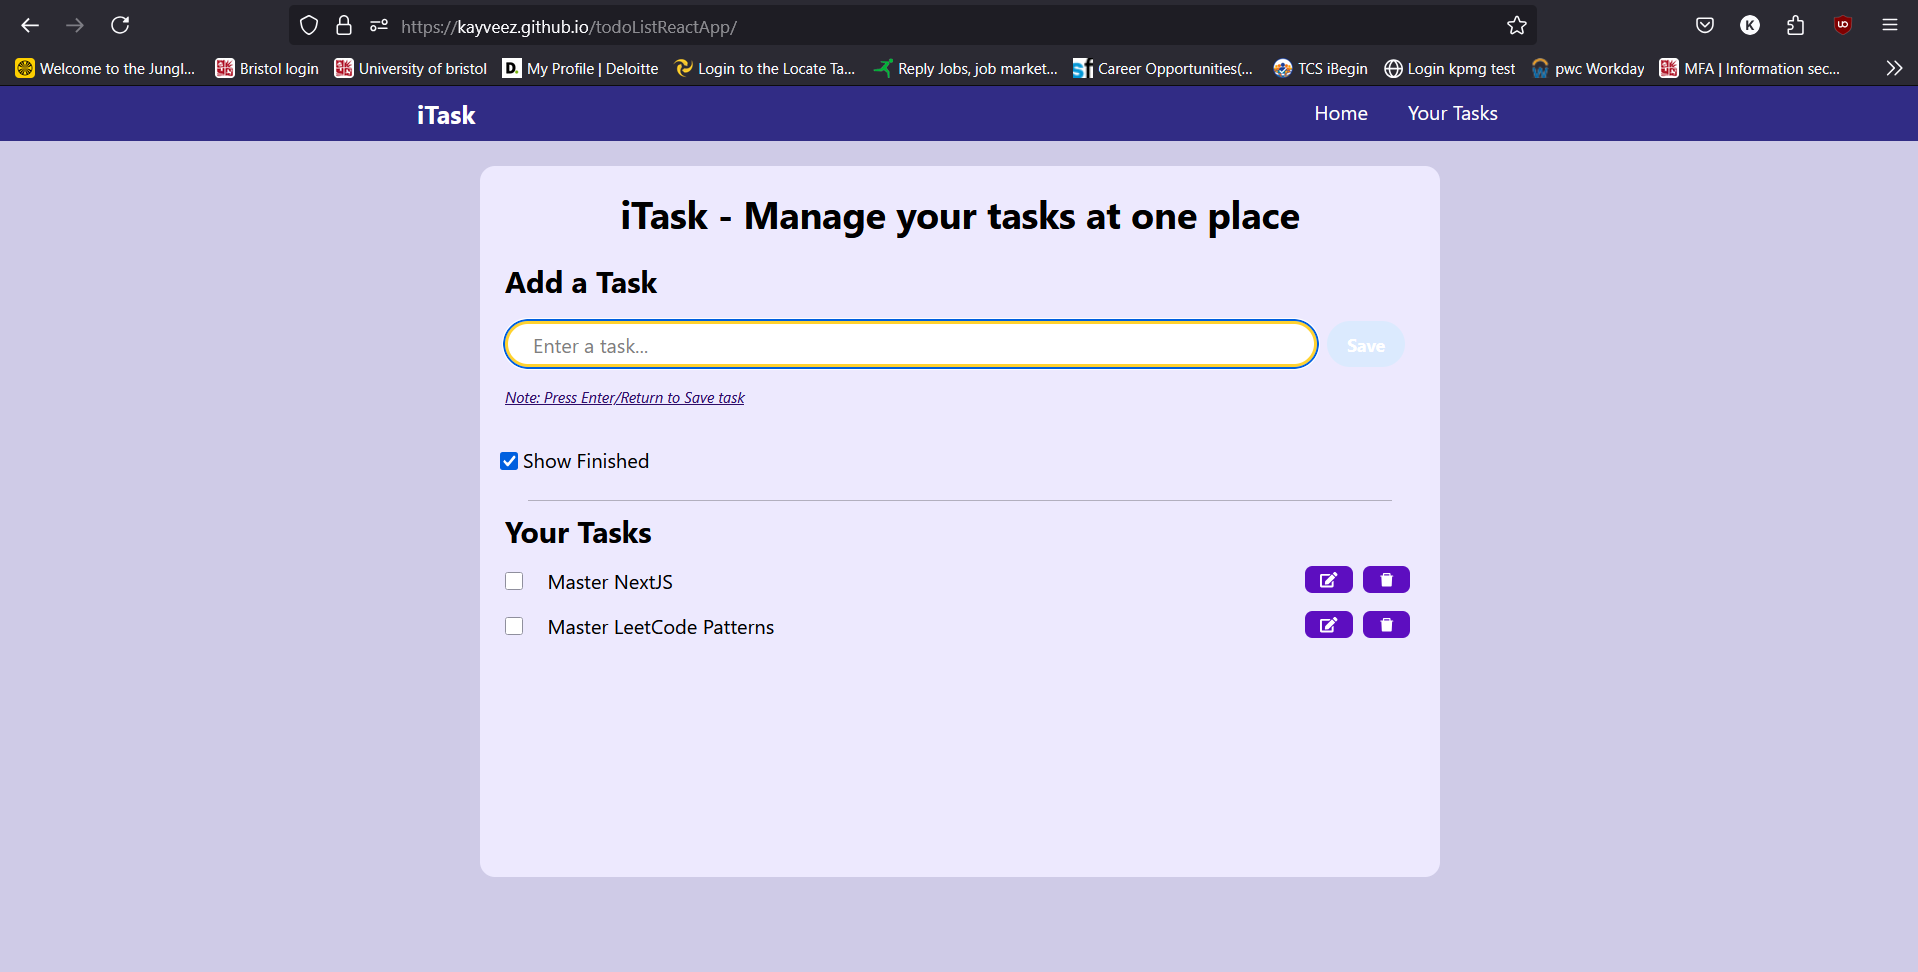 https://kayveez.github.io/todoListReactApp/
K
Welcome to the Jungl... Bristol login University of bristol D. My Profile | Deloitte Login to the Locate Ta... Reply Jobs, job market... Career Opportunities(... TCS iBegin Login kpmg test pwc Workday MFA | Information sec...
iTask Home Your Tasks
iTask - Manage your tasks at one place
Add a Task
Enter a task... Save
Note: Press Enter/Return to Save task
Show Finished
Your Tasks
Master NextJS
Master LeetCode Patterns